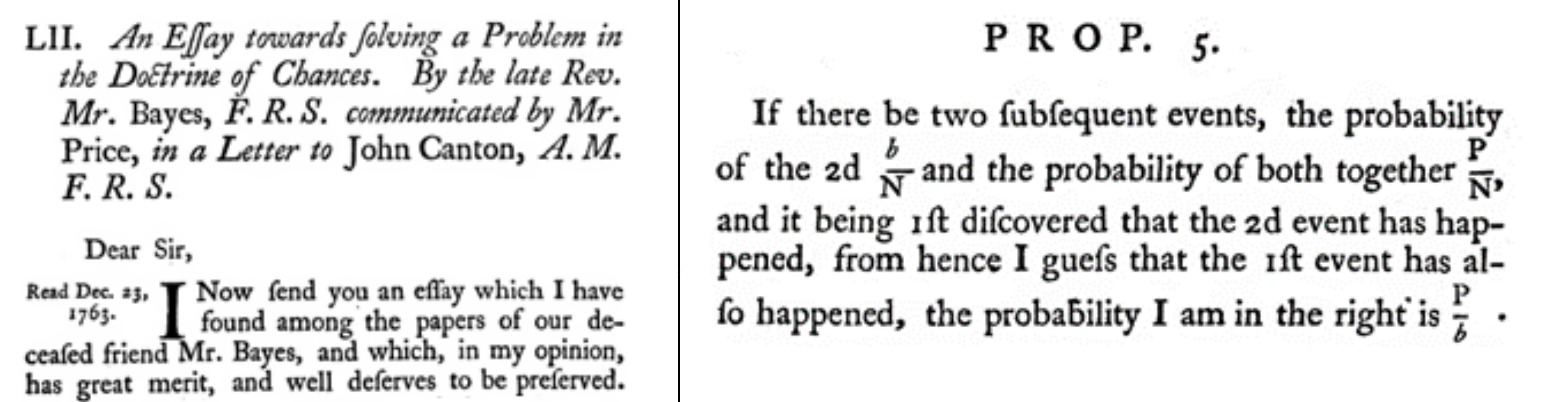 LII. An Eſſay towards ſolving a Problem in
the Doctrine of Chances. By the late Rev.
Mr. Bayes, F. R. S. communicated by Mr.
Price, in a Letter to John Canton, A. M.
F. R. S.
Dear Sir,
Read Dec. 23, 1763.
I Now ſend you an eſſay which I have
found among the papers of our de-
ceaſed friend Mr. Bayes, and which, in my opinion,
has great merit, and well deſerves to be preſerved.
P R O P. 5.
If there be two ſubſequent events, the probability
of the 2d b/N and the probability of both together P/N,
and it being 1ſt diſcovered that the 2d event has hap-
pened, from hence I gueſs that the 1ſt event has al-
ſo happened, the probability I am in the right is P/b .